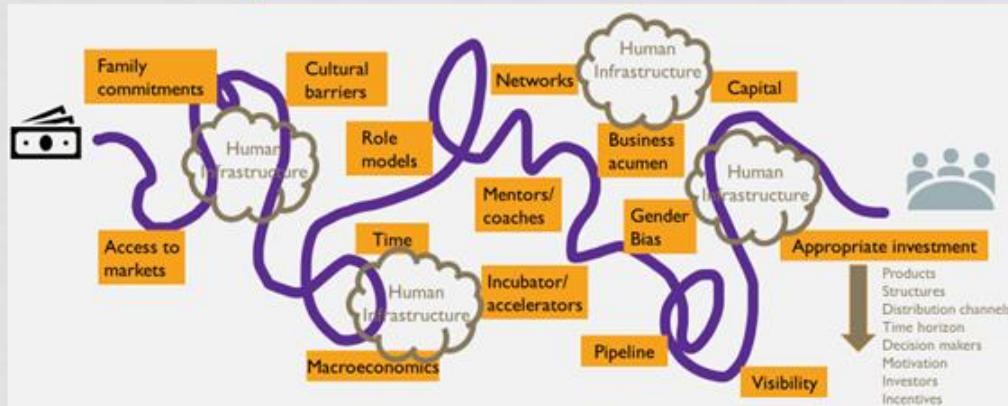 Family
commitments
Cultural
barriers
Networks
Human
Infrastructure
Capital
Human
Infrastructure
Role
models
Business
acumen
Human
Infrastructure
Mentors/
coaches
Gender
Bias
Access to
markets
Time
Appropriate investment
Human
Infrastructure
Incubator/
accelerators
Products
Structures
Distribution channels
Time horizon
Decision makers
Motivation
Investors
Incentives
Macroeconomics
Pipeline
Visibility